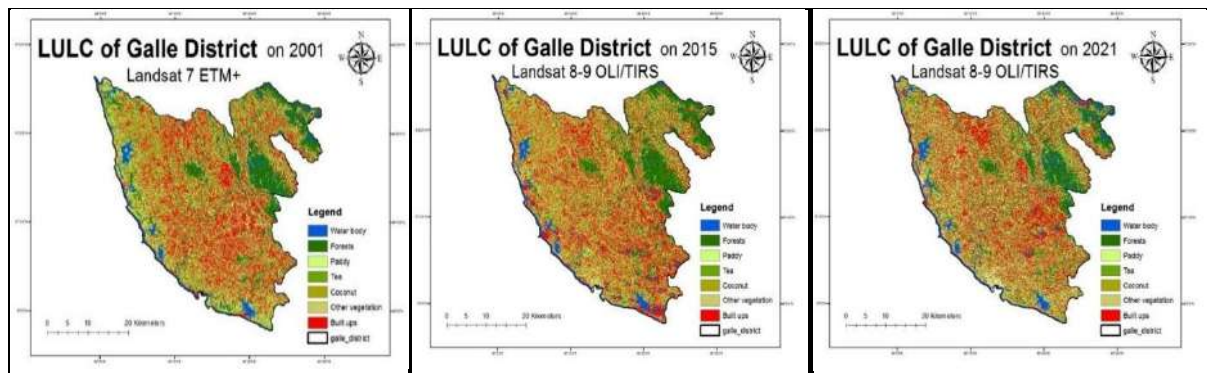 LULC of Galle District on 2001
Landsat 7 ETM+
N
W E
S
Legend
Water body
Forests
Paddy
Tea
Coconut
Other vegetation
Built ups
galle_district
0 5 10 20 Kilometers
LULC of Galle District on 2015
Landsat 8-9 OLI/TIRS
N
W E
S
Legend
Water body
Forests
Paddy
Tea
Coconut
Other vegetation
Built ups
galle_district
0 5 10 20 Kilometers
LULC of Galle District on 2021
Landsat 8-9 OLI/TIRS
N
W E
S
Legend
Water body
Forests
Paddy
Tea
Coconut
Other vegetation
Built ups
galle_district
0 5 10 20 Kilometers